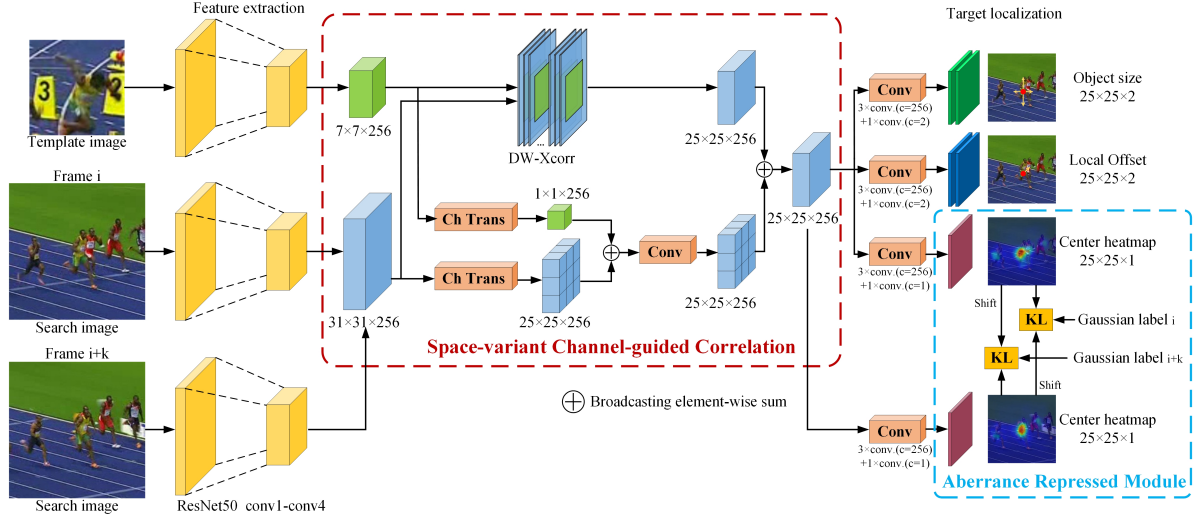 Feature extraction
Target localization
3
2
Template image
7×7×256
DW-Xcorr
...
25×25×256
Conv
3×conv.(c=256)
+1×conv.(c=2)
Object size
25×25×2
Frame i
Search image
31×31×256
1×1×256
Ch Trans
Ch Trans
25×25×256
Conv
25×25×256
25×25×256
Conv
3×conv.(c=256)
+1×conv.(c=2)
Local Offset
25×25×2
Conv
3×conv.(c=256)
+1×conv.(c=1)
Center heatmap
25×25×1
Shift
KL
Gaussian label i
KL
Gaussian label i+k
Shift
Space-variant Channel-guided Correlation
Broadcasting element-wise sum
Frame i+k
Search image
ResNet50 conv1-conv4
Conv
3×conv.(c=256)
+1×conv.(c=1)
Center heatmap
25×25×1
Aberrance Repressed Module